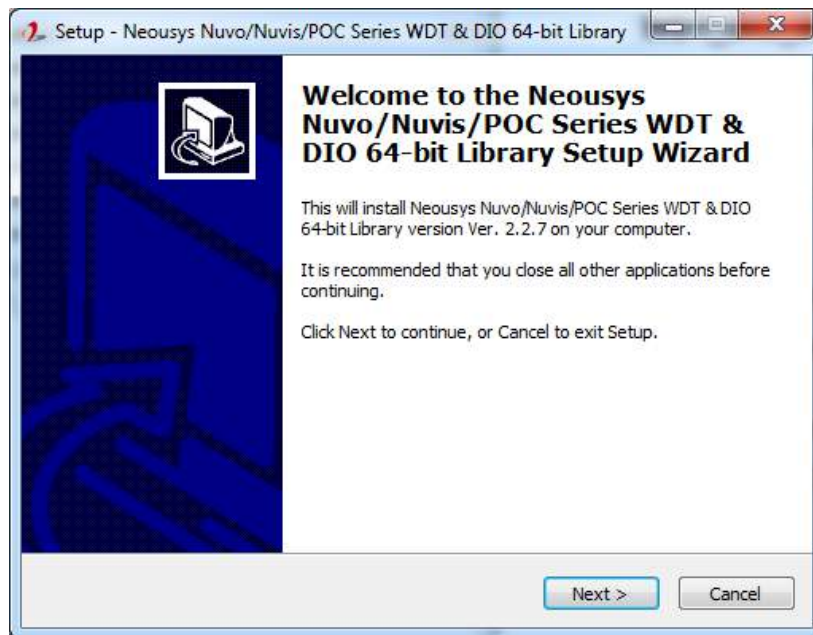 Setup - Neousys Nuvo/Nuvis/POC Series WDT & DIO 64-bit Library
Welcome to the Neousys
Nuvo/Nuvis/POC Series WDT &
DIO 64-bit Library Setup Wizard
This will install Neousys Nuvo/Nuvis/POC Series WDT & DIO
64-bit Library version Ver. 2.2.7 on your computer.
It is recommended that you close all other applications before
continuing.
Click Next to continue, or Cancel to exit Setup.
Next >
Cancel